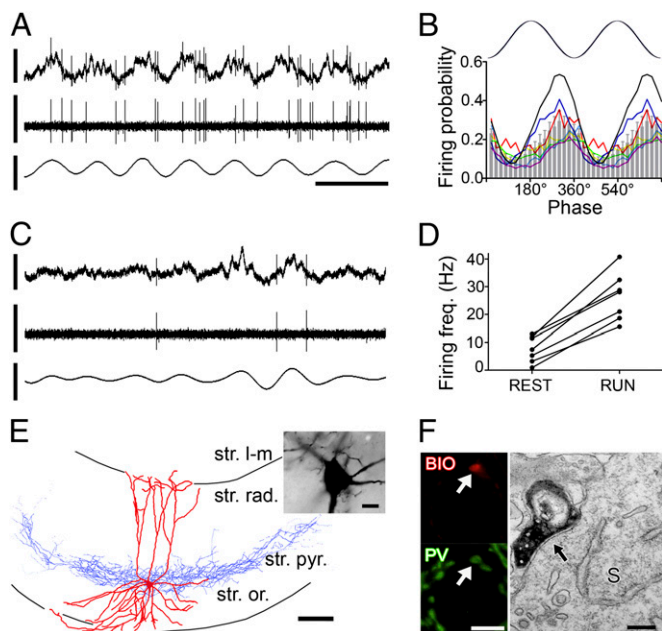 A
B
Firing probability
0.6
0.4
0.2
0.0
180° 360° 540°
Phase
C
D
Firing freq. (Hz)
40
30
20
10
0
REST RUN
E
str. l-m
str. rad.
str. pyr.
str. or.
F
BIO
PV
S